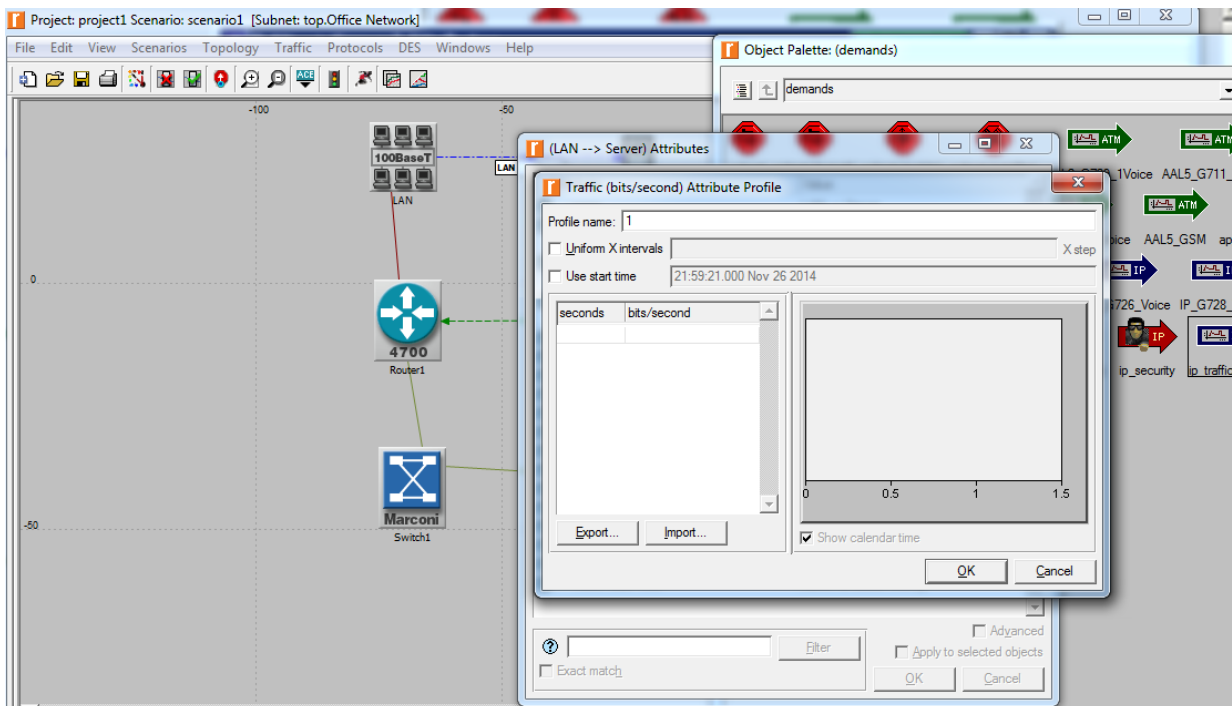 Project: project1 Scenario: scenario1 [Subnet: top.Office Network]
File Edit View Scenarios Topology Traffic Protocols DES Windows Help
ACE
Object Palette: (demands)
demands
-100
-50
0
-50
100BaseT
LAN
LAN
4700
Router1
Marconi
Switch1
(LAN --> Server) Attributes
Traffic (bits/second) Attribute Profile
Profile name: 1
Uniform X intervals
X step
Use start time
21:59:21.000 Nov 26 2014
seconds bits/second
0 0.5 1 1.5
Export... Import...
Show calendar time
OK Cancel
Exact match
Filter
Advanced
Apply to selected objects
OK Cancel
ATM
ATM
1Voice AAL5_G711_
ATM
AAL5_GSM ap
IP
726_Voice IP_G728_
IP
ip_security ip_traffic